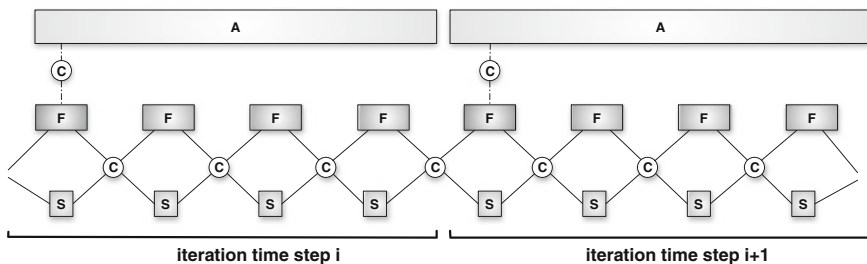 A A
C C
F F F F F F F F
C C C C C C C
S S S S S S S S
iteration time step i iteration time step i+1